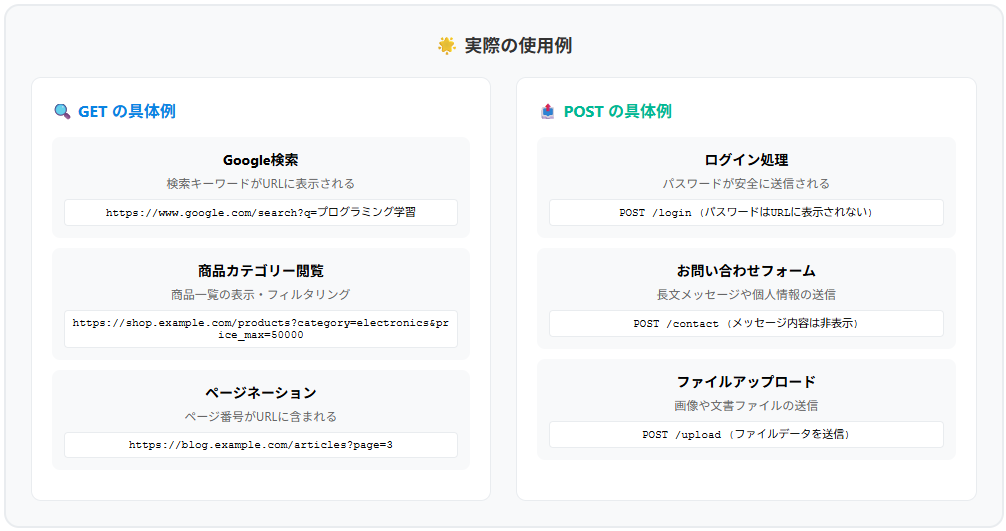 実際の使用例
GET の具体例
Google検索
検索キーワードがURLに表示される
https://www.google.com/search?q=プログラミング学習
商品カテゴリー閲覧
商品一覧の表示・フィルタリング
https://shop.example.com/products?category=electronics&pr
ice_max=50000
ページネーション
ページ番号がURLに含まれる
https://blog.example.com/articles?page=3
POST の具体例
ログイン処理
パスワードが安全に送信される
POST /login (パスワードはURLに表示されない)
お問い合わせフォーム
長文メッセージや個人情報の送信
POST /contact (メッセージ内容は非表示)
ファイルアップロード
画像や文書ファイルの送信
POST /upload (ファイルデータを送信)